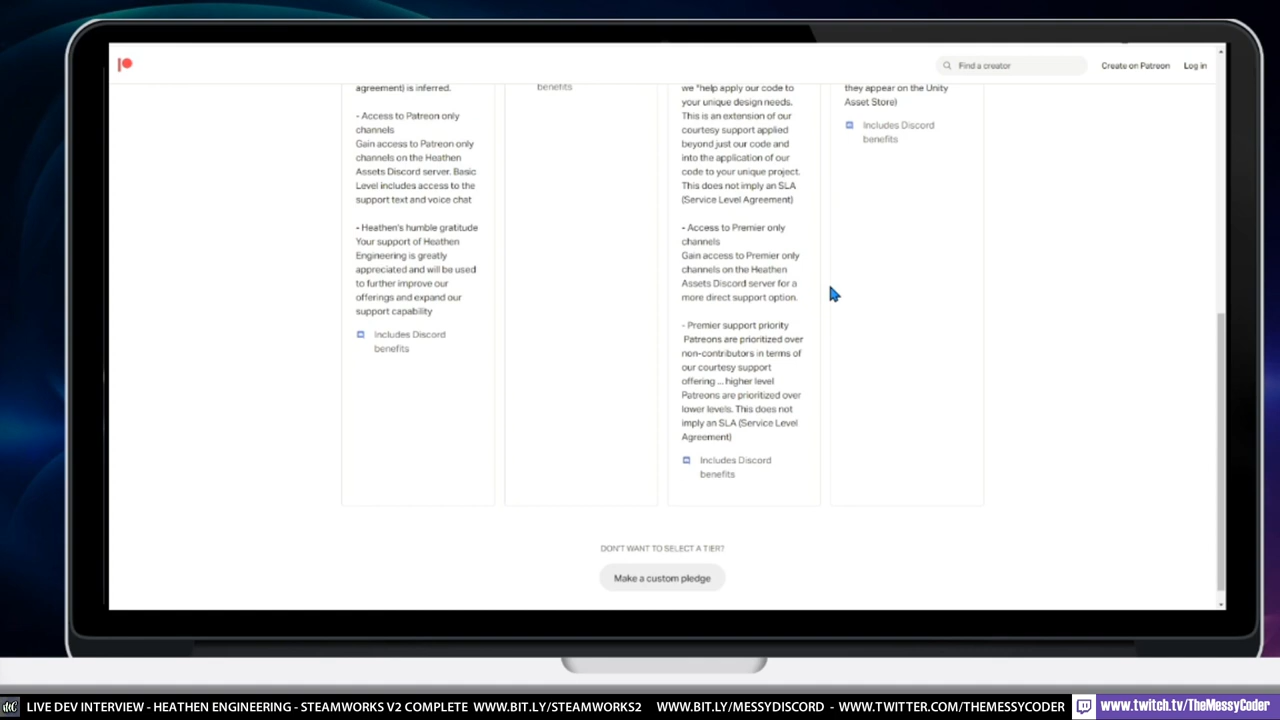 Find a creator
Create on Patreon
Log in
agreement) is inferred.
- Access to Patreon only
channels
Gain access to Patreon only
channels on the Heathen
Assets Discord server. Basic
Level includes access to the
support text and voice chat
- Heathen's humble gratitude
Your support of Heathen
Engineering is greatly
appreciated and will be used
to further improve our
offerings and expand our
support capability
Includes Discord
benefits
benefits
we "help apply our code to
your unique design needs.
This is an extension of our
courtesy support applied
beyond just our code and
into the application of our
code to your unique project.
This does not imply an SLA
(Service Level Agreement)
- Access to Premier only
channels
Gain access to Premier only
channels on the Heathen
Assets Discord server for a
more direct support option.
- Premier support priority
Patreons are prioritized over
non-contributors in terms of
our courtesy support
offering ... higher level
Patreons are prioritized over
lower levels. This does not
imply an SLA (Service Level
Agreement)
Includes Discord
benefits
they appear on the Unity
Asset Store)
Includes Discord
benefits
DON'T WANT TO SELECT A TIER?
Make a custom pledge
LIVE DEV INTERVIEW - HEATHEN ENGINEERING - STEAMWORKS V2 COMPLETE WWW.BIT.LY/STEAMWORKS2 WWW.BIT.LY/MESSYDISCORD - WWW.TWITTER.COM/THEMESSYCODER
www.twitch.tv/TheMessyCoder